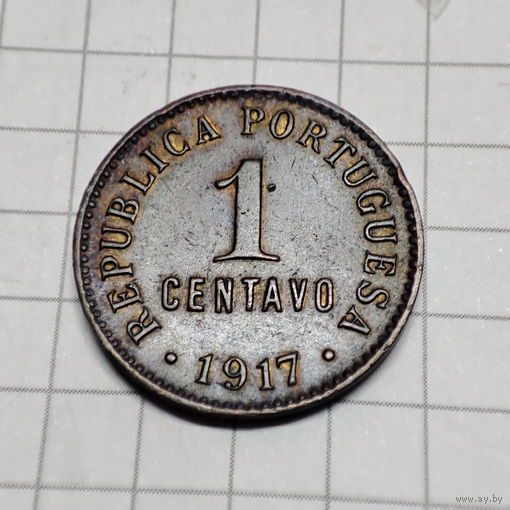 REPUBLICA PORTUGUESA
1
CENTAVO
• 1917 •
www.ay.by